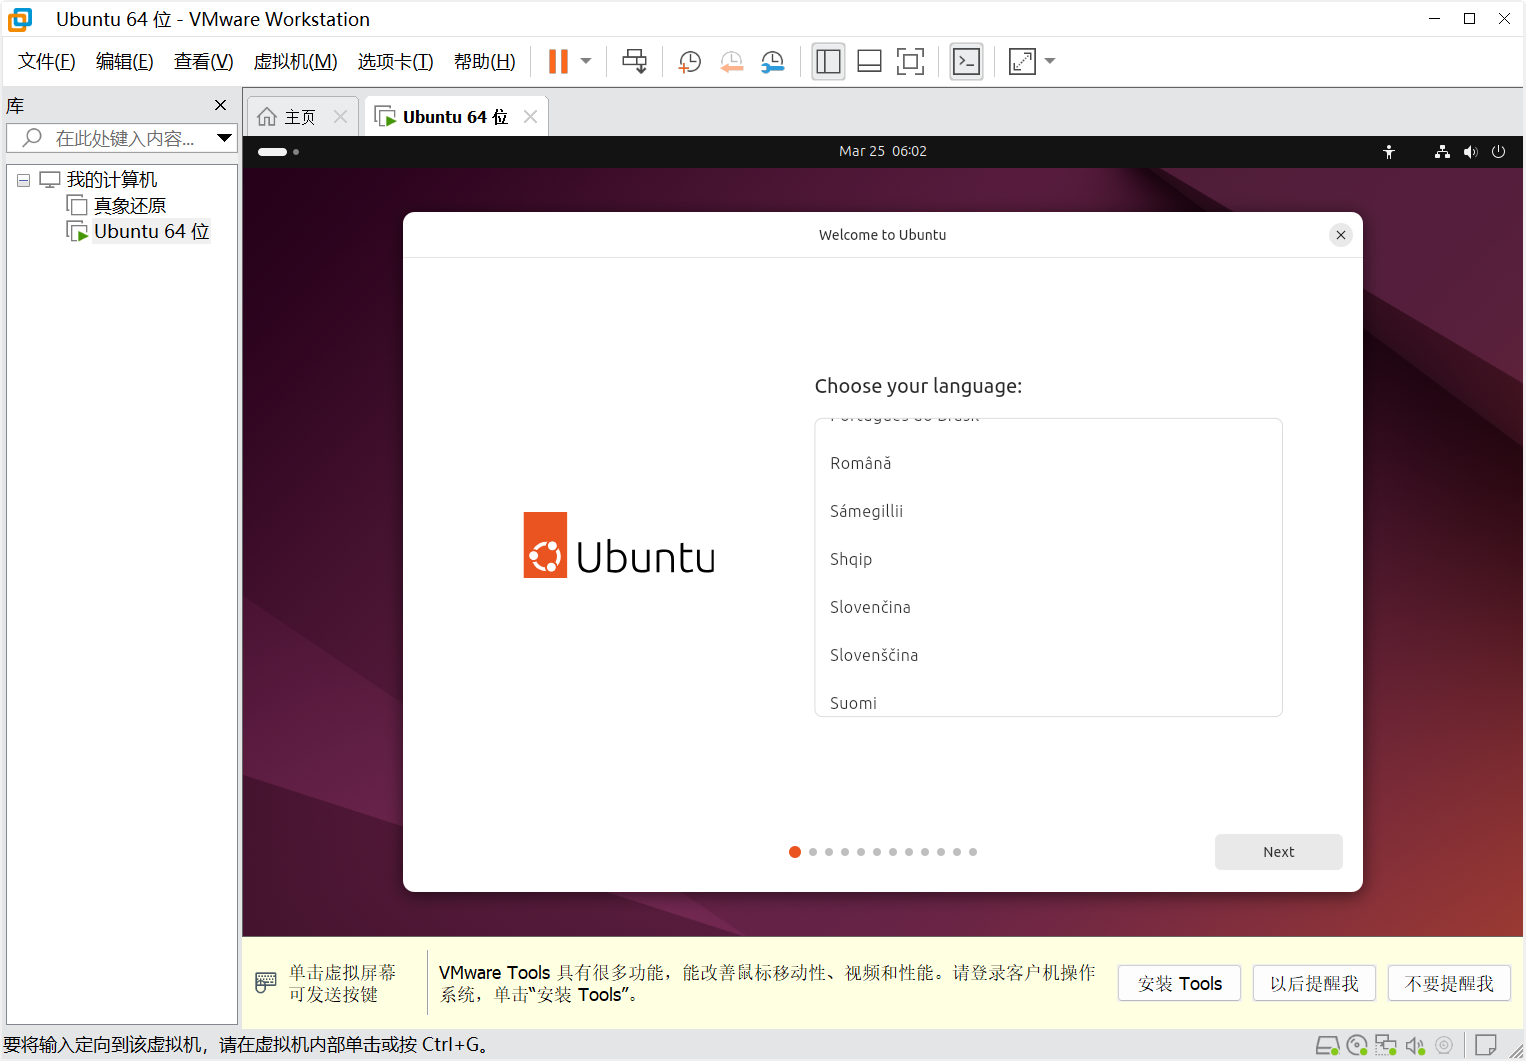 Ubuntu 64 位 - VMware Workstation
文件(F) 编辑(E) 查看(V) 虚拟机(M) 选项卡(T) 帮助(H)
库
在此处键入内容...
我的计算机
真象还原
Ubuntu 64 位
主页
Ubuntu 64 位
Mar 25 06:02
Welcome to Ubuntu
Choose your language:
Română
Sámegillii
Shqip
Slovenčina
Slovenščina
Suomi
Ubuntu
Next
单击虚拟屏幕
可发送按键
VMware Tools 具有很多功能，能改善鼠标移动性、视频和性能。请登录客户机操作
系统，单击“安装 Tools”。
安装 Tools
以后提醒我
不要提醒我
要将输入定向到该虚拟机，请在虚拟机内部单击或按 Ctrl+G。